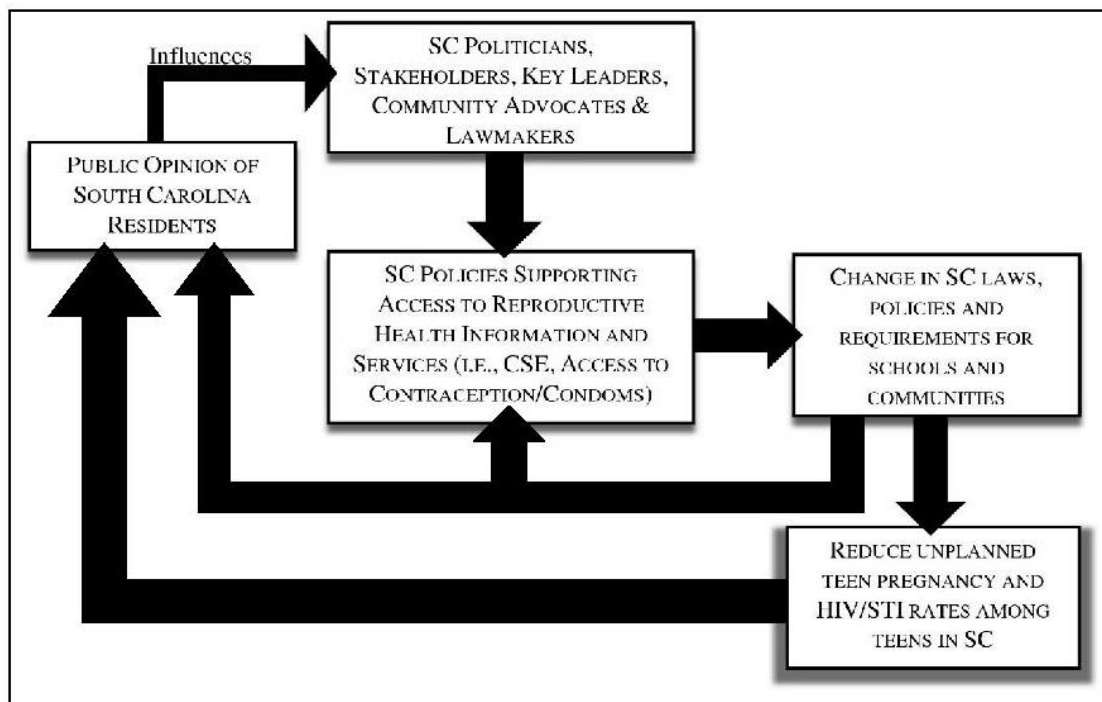 Influences
SC POLITICIANS,
STAKEHOLDERS, KEY LEADERS,
COMMUNITY ADVOCATES &
LAWMAKERS
PUBLIC OPINION OF
SOUTH CAROLINA
RESIDENTS
SC POLICIES SUPPORTING
ACCESS TO REPRODUCTIVE
HEALTH INFORMATION AND
SERVICES (I.E., CSE, ACCESS TO
CONTRACEPTION/CONDOMS)
CHANGE IN SC LAWS,
POLICIES AND
REQUIREMENTS FOR
SCHOOLS AND
COMMUNITIES
REDUCE UNPLANNED
TEEN PREGNANCY AND
HIV/STI RATES AMONG
TEENS IN SC